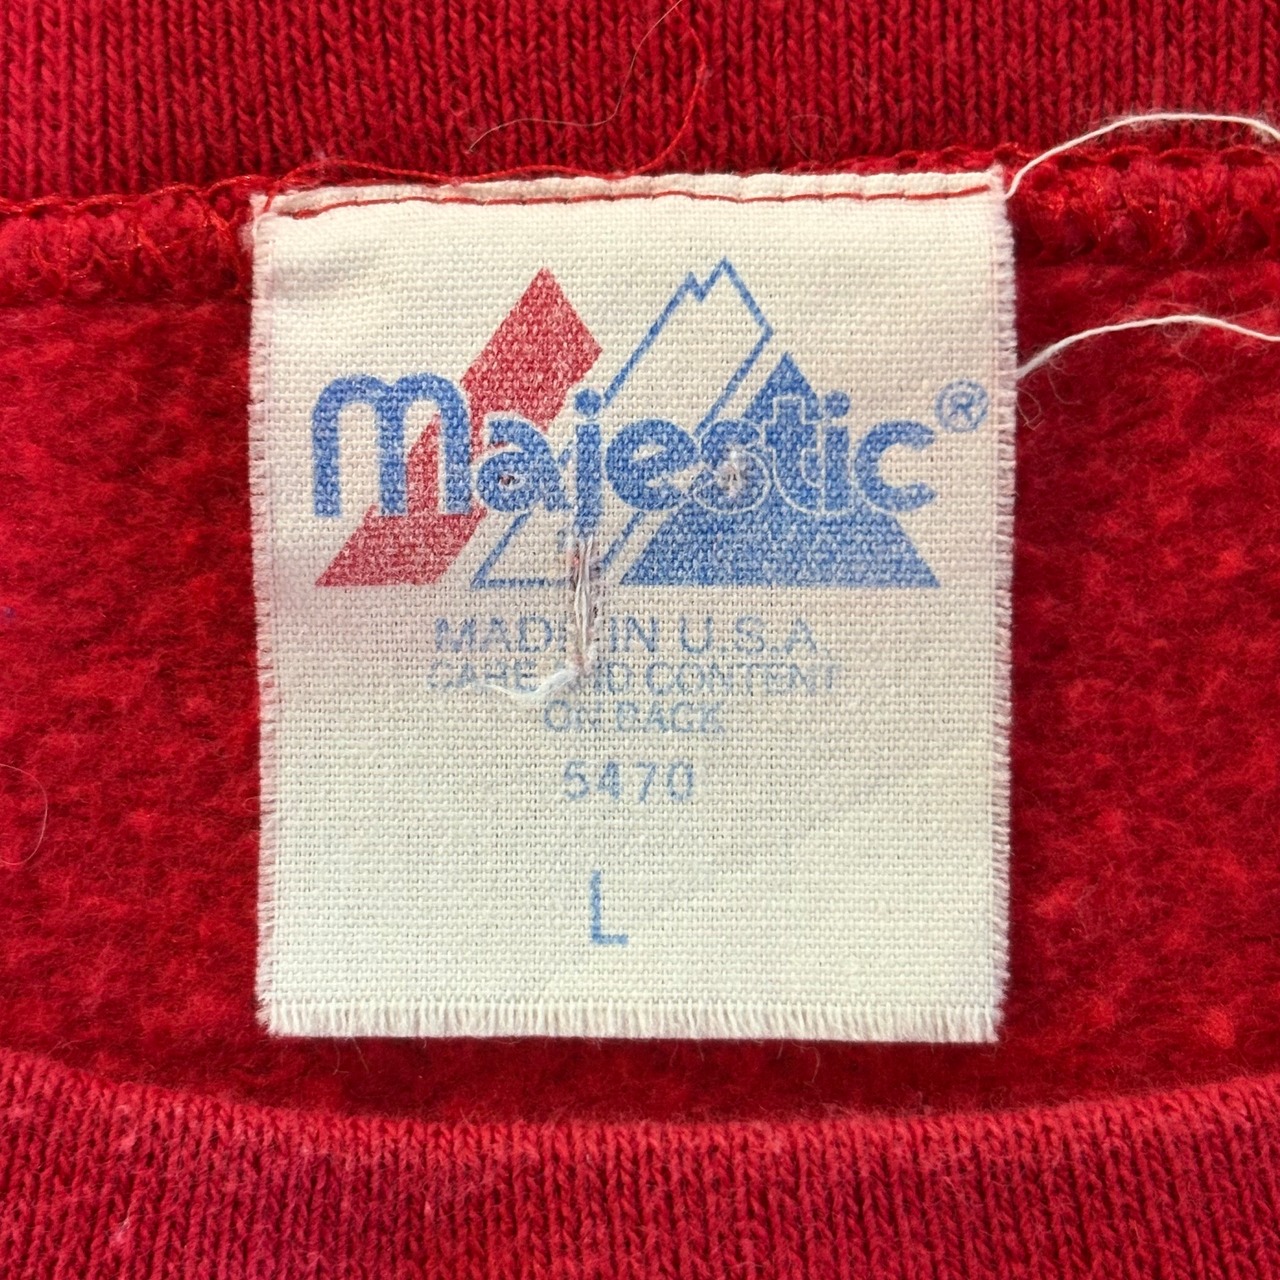 majestic®
MADE IN U.S.A
CARE AND CONTENT
ON BACK
5470
L